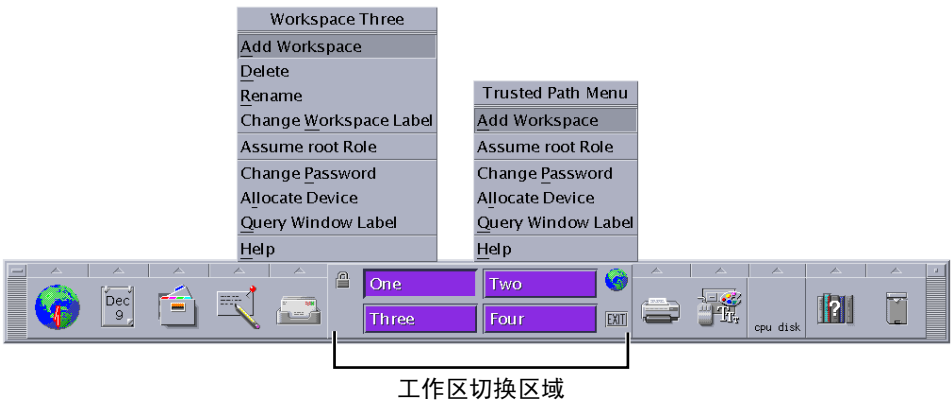 Workspace Three
Add Workspace
Delete
Rename
Change Workspace Label
Assume root Role
Change Password
Allocate Device
Query Window Label
Help
Trusted Path Menu
Add Workspace
Assume root Role
Change Password
Allocate Device
Query Window Label
Help
Dec
9
One
Two
Three
Four
EXIT
cpu disk
?
工作区切换区域